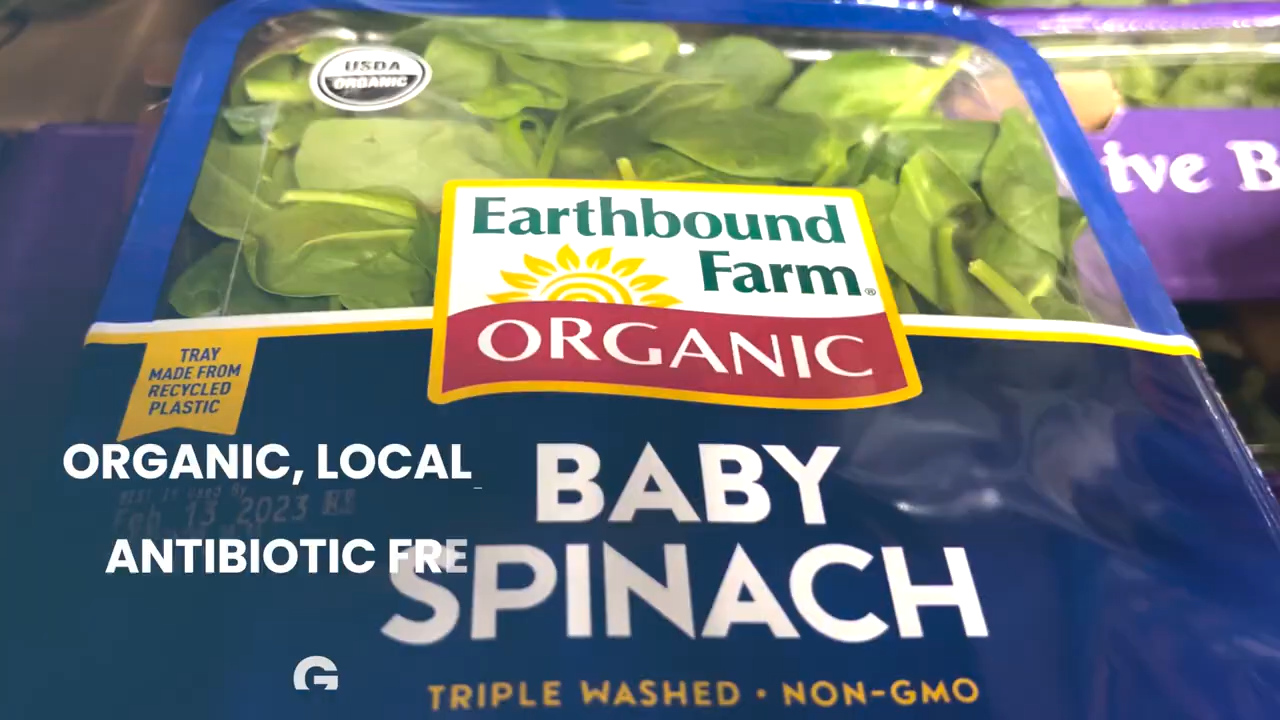 USDA
ORGANIC
ive B
Earthbound
Farm®
ORGANIC
TRAY
MADE FROM
RECYCLED
PLASTIC
ORGANIC, LOCAL
BABY
Feb 13 2023
ANTIBIOTIC FRE
SPINACH
G
TRIPLE WASHED • NON-GMO